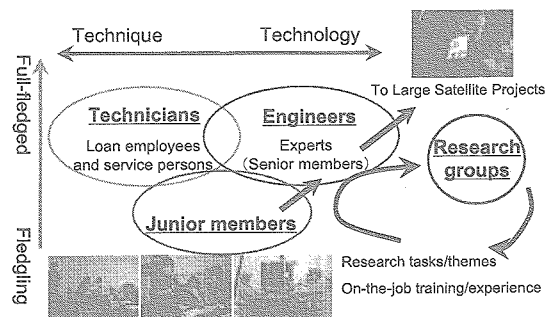 Technique Technology
To Large Satellite Projects
Full-fledged
Fledgling
Technicians
Loan employees
and service persons
Engineers
Experts
(Senior members)
Junior members
Research
groups
Research tasks/themes
On-the-job training/experience